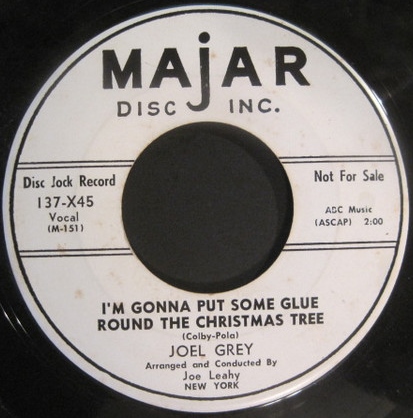 MAJAR
DISC INC.
Disc Jock Record
137-X45
Vocal
(M-151)
Not For Sale
ABC Music
(ASCAP) 2:00
I'M GONNA PUT SOME GLUE
ROUND THE CHRISTMAS TREE
(Colby-Pola)
JOEL GREY
Arranged and Conducted By
Joe Leahy
NEW YORK